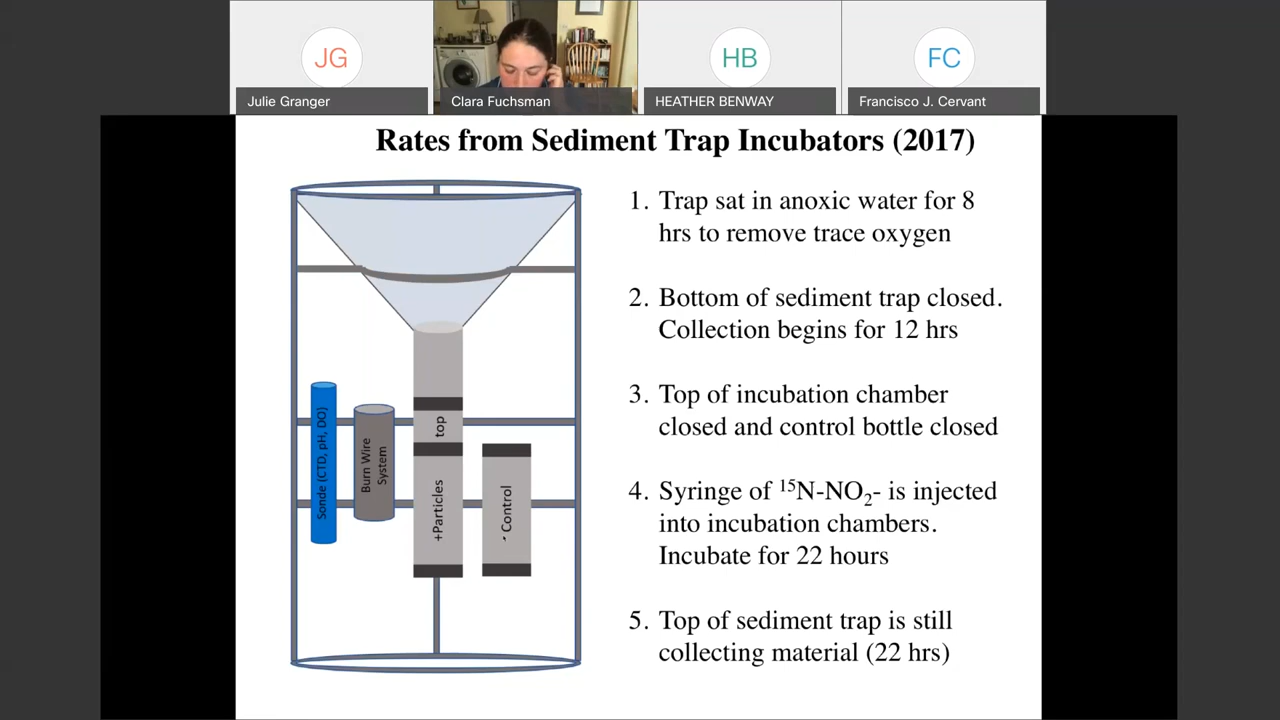 JG
HB
FC
Julie Granger
Clara Fuchsman
HEATHER BENWAY
Francisco J. Cervant
Rates from Sediment Trap Incubators (2017)
1. Trap sat in anoxic water for 8
hrs to remove trace oxygen
2. Bottom of sediment trap closed.
Collection begins for 12 hrs
3. Top of incubation chamber
closed and control bottle closed
4. Syringe of ¹⁵N-NO₂- is injected
into incubation chambers.
Incubate for 22 hours
5. Top of sediment trap is still
collecting material (22 hrs)
Sonde (CTD, pH, DO)
Burn Wire
System
top
+Particles
Control